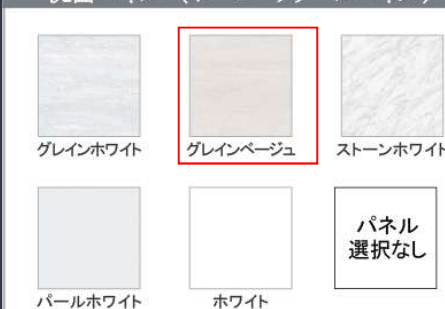 グレインホワイト
グレインベージュ
ストーンホワイト
パールホワイト
ホワイト
パネル
選択なし